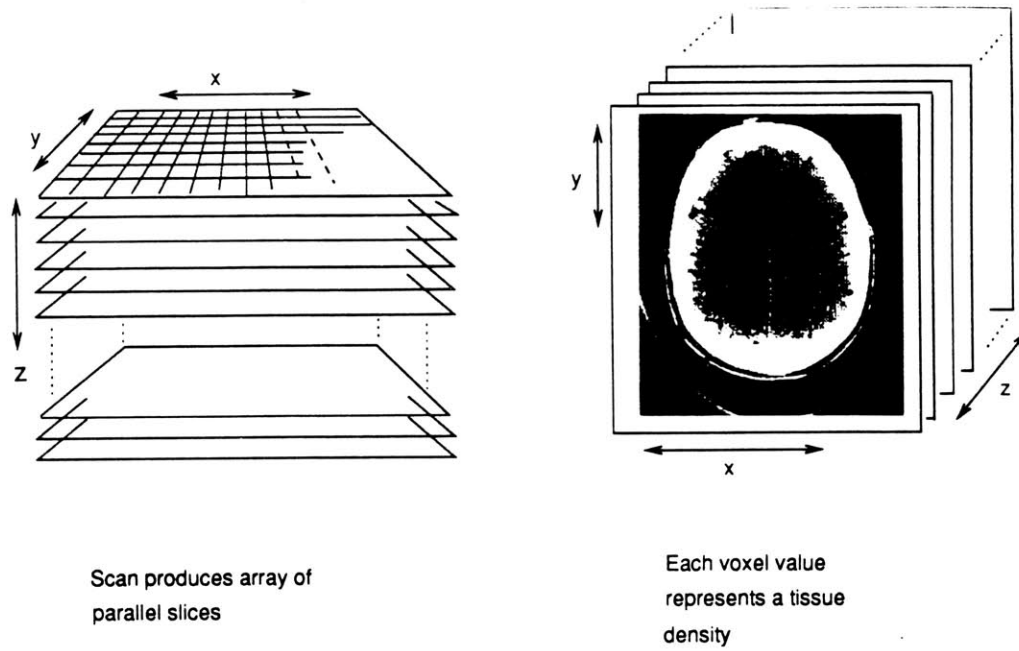 x
y
z
Scan produces array of
parallel slices
y
z
x
Each voxel value
represents a tissue
density